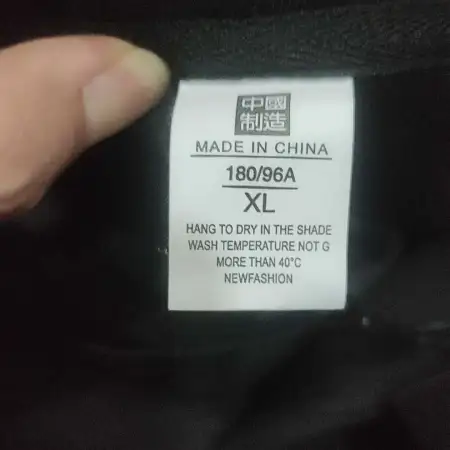 中國
制造
MADE IN CHINA
180/96A
XL
HANG TO DRY IN THE SHADE
WASH TEMPERATURE NOT G
MORE THAN 40°C
NEWFASHION